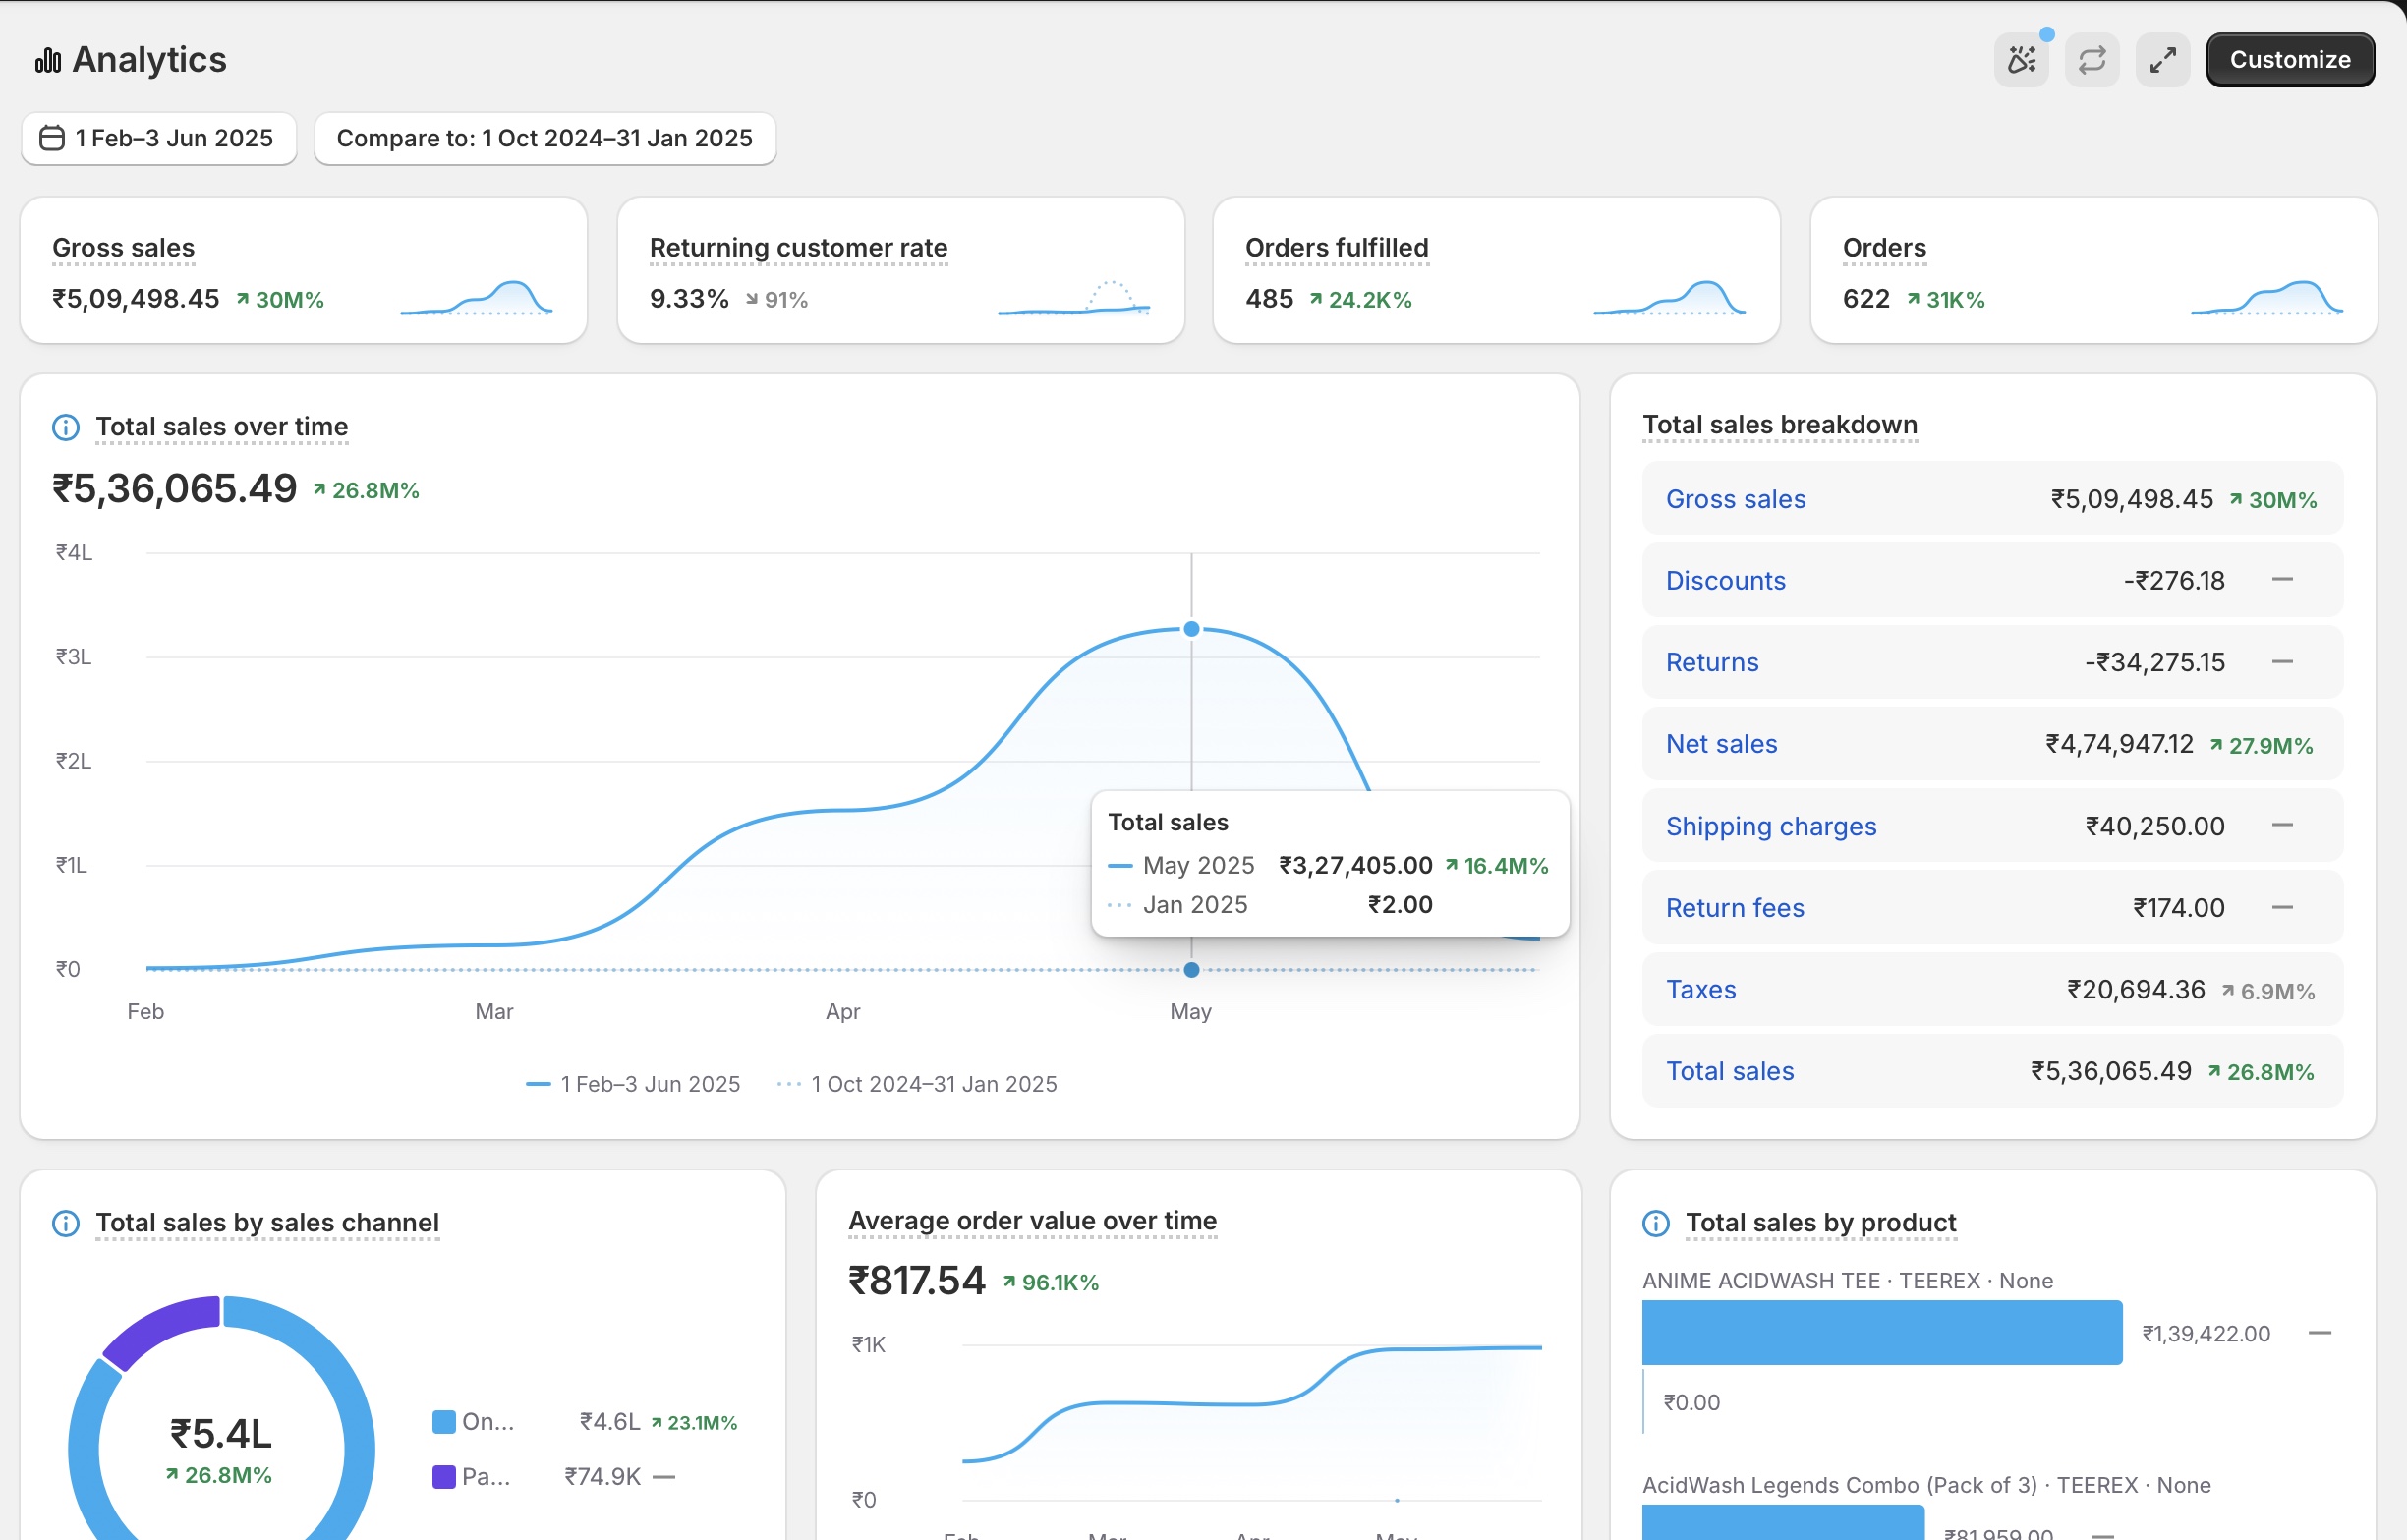 Analytics
Customize
1 Feb–3 Jun 2025
Compare to: 1 Oct 2024–31 Jan 2025
Gross sales
₹5,09,498.45 30M%
Returning customer rate
9.33% 91%
Orders fulfilled
485 24.2K%
Orders
622 31K%
Total sales over time
₹5,36,065.49 26.8M%
₹4L
₹3L
₹2L
₹1L
₹0
Feb Mar Apr May
Total sales
May 2025 ₹3,27,405.00 16.4M%
Jan 2025 ₹2.00
1 Feb–3 Jun 2025 1 Oct 2024–31 Jan 2025
Total sales breakdown
Gross sales ₹5,09,498.45 30M%
Discounts -₹276.18 —
Returns -₹34,275.15 —
Net sales ₹4,74,947.12 27.9M%
Shipping charges ₹40,250.00 —
Return fees ₹174.00 —
Taxes ₹20,694.36 6.9M%
Total sales ₹5,36,065.49 26.8M%
Total sales by sales channel
₹5.4L
26.8M%
On... ₹4.6L 23.1M%
Pa... ₹74.9K —
Average order value over time
₹817.54 96.1K%
₹1K
₹0
Feb Mar Apr May
Total sales by product
ANIME ACIDWASH TEE · TEEREX · None
₹1,39,422.00 —
₹0.00
AcidWash Legends Combo (Pack of 3) · TEEREX · None
₹81,959.00 —